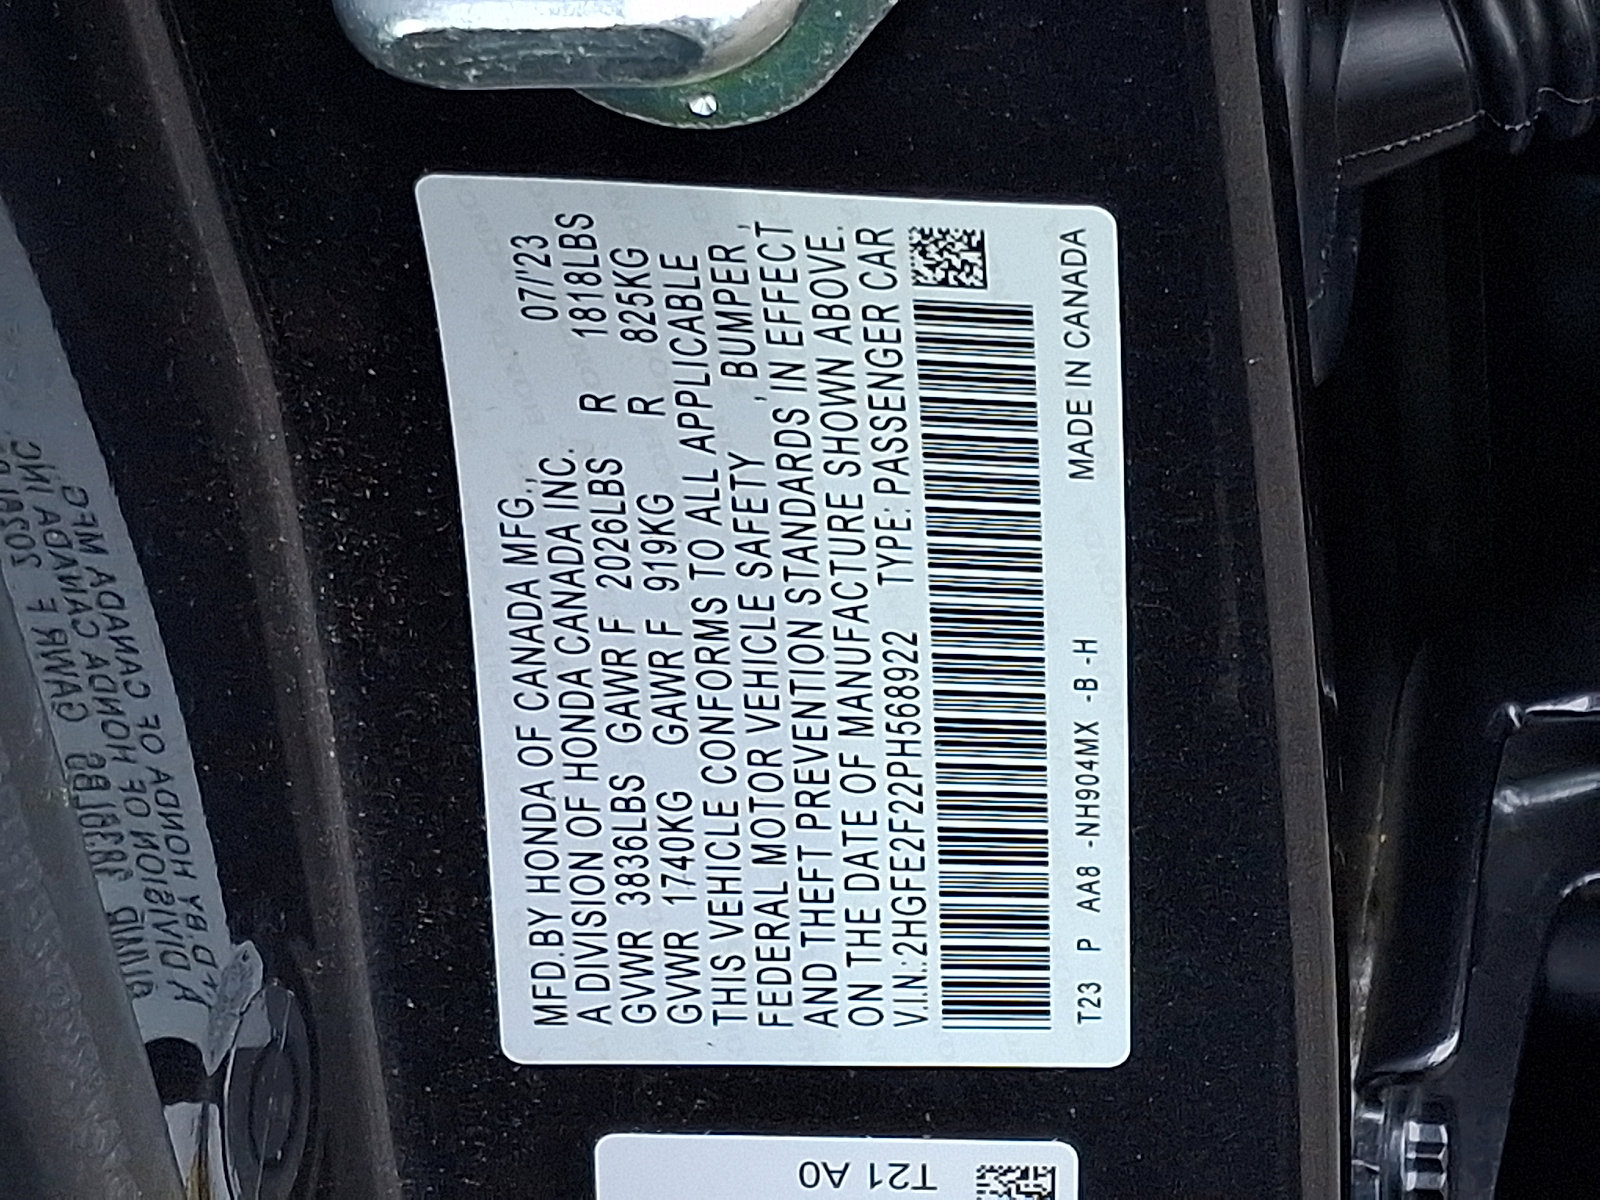 MFD.BY HONDA OF CANADA MFG., 07/'23
A DIVISION OF HONDA CANADA INC.
GVWR 3836LBS GAWR F 2026LBS R 1818LBS
GVWR 1740KG GAWR F 919KG R 825KG
THIS VEHICLE CONFORMS TO ALL APPLICABLE
FEDERAL MOTOR VEHICLE SAFETY , BUMPER ,
AND THEFT PREVENTION STANDARDS IN EFFECT
ON THE DATE OF MANUFACTURE SHOWN ABOVE.
V.I.N.:2HGFE2F22PH568922 TYPE: PASSENGER CAR
T23 P AA8 -NH904MX -B -H MADE IN CANADA
T21 A0